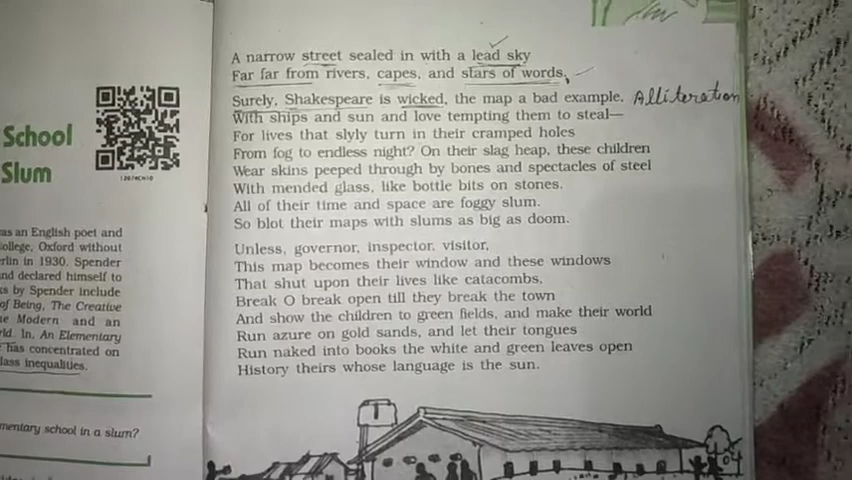 School
Slum
12074CH10
as an English poet and
ollege, Oxford without
rlin in 1930. Spender
nd declared himself to
s by Spender include
of Being, The Creative
e Modern and an
rld. In, An Elementary
has concentrated on
lass inequalities.
mentary school in a slum?
A narrow street sealed in with a lead sky
Far far from rivers, capes, and stars of words.
Surely, Shakespeare is wicked, the map a bad example. Alliteration
With ships and sun and love tempting them to steal—
For lives that slyly turn in their cramped holes
From fog to endless night? On their slag heap, these children
Wear skins peeped through by bones and spectacles of steel
With mended glass, like bottle bits on stones.
All of their time and space are foggy slum.
So blot their maps with slums as big as doom.
Unless, governor, inspector, visitor,
This map becomes their window and these windows
That shut upon their lives like catacombs,
Break O break open till they break the town
And show the children to green fields, and make their world
Run azure on gold sands, and let their tongues
Run naked into books the white and green leaves open
History theirs whose language is the sun.